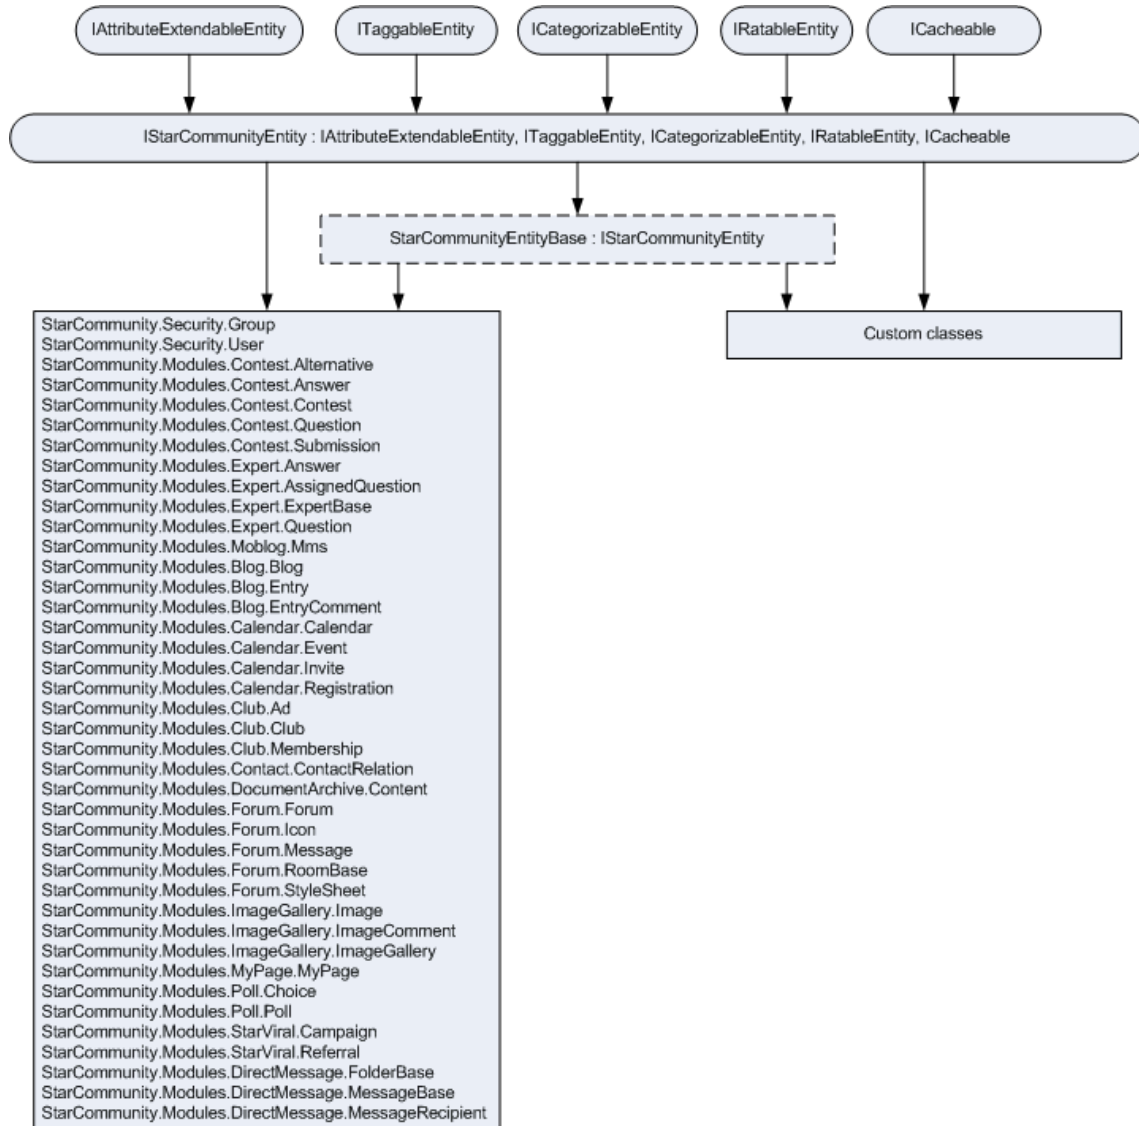 IAttributeExtendableEntity
ITaggableEntity
ICategorizableEntity
IRatableEntity
ICacheable
IStarCommunityEntity : IAttributeExtendableEntity, ITaggableEntity, ICategorizableEntity, IRatableEntity, ICacheable
StarCommunityEntityBase : IStarCommunityEntity
StarCommunity.Security.Group
StarCommunity.Security.User
StarCommunity.Modules.Contest.Alternative
StarCommunity.Modules.Contest.Answer
StarCommunity.Modules.Contest.Contest
StarCommunity.Modules.Contest.Question
StarCommunity.Modules.Contest.Submission
StarCommunity.Modules.Expert.Answer
StarCommunity.Modules.Expert.AssignedQuestion
StarCommunity.Modules.Expert.ExpertBase
StarCommunity.Modules.Expert.Question
StarCommunity.Modules.Moblog.Mms
StarCommunity.Modules.Blog.Blog
StarCommunity.Modules.Blog.Entry
StarCommunity.Modules.Blog.EntryComment
StarCommunity.Modules.Calendar.Calendar
StarCommunity.Modules.Calendar.Event
StarCommunity.Modules.Calendar.Invite
StarCommunity.Modules.Calendar.Registration
StarCommunity.Modules.Club.Ad
StarCommunity.Modules.Club.Club
StarCommunity.Modules.Club.Membership
StarCommunity.Modules.Contact.ContactRelation
StarCommunity.Modules.DocumentArchive.Content
StarCommunity.Modules.Forum.Forum
StarCommunity.Modules.Forum.Icon
StarCommunity.Modules.Forum.Message
StarCommunity.Modules.Forum.RoomBase
StarCommunity.Modules.Forum.StyleSheet
StarCommunity.Modules.ImageGallery.Image
StarCommunity.Modules.ImageGallery.ImageComment
StarCommunity.Modules.ImageGallery.ImageGallery
StarCommunity.Modules.MyPage.MyPage
StarCommunity.Modules.Poll.Choice
StarCommunity.Modules.Poll.Poll
StarCommunity.Modules.StarViral.Campaign
StarCommunity.Modules.StarViral.Referral
StarCommunity.Modules.DirectMessage.FolderBase
StarCommunity.Modules.DirectMessage.MessageBase
StarCommunity.Modules.DirectMessage.MessageRecipient
Custom classes